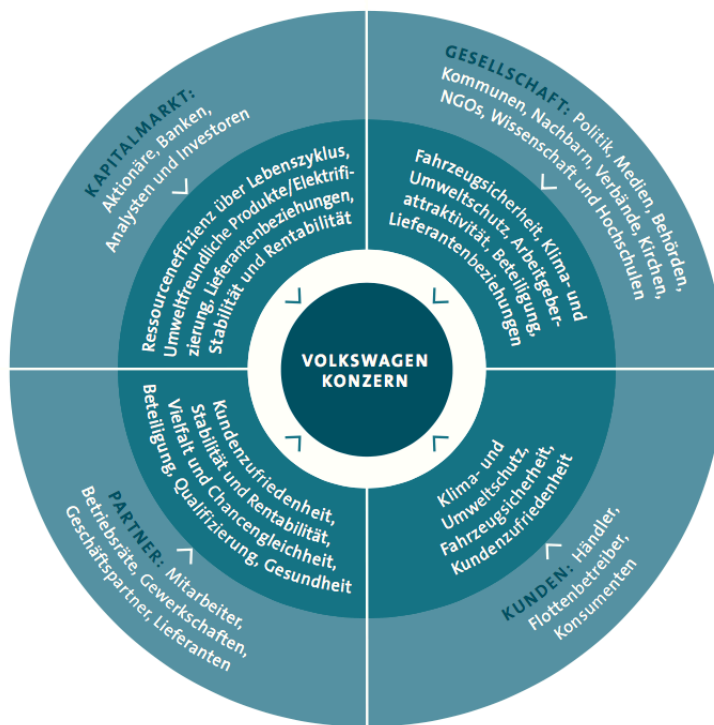 KAPITALMARKT:
Aktionäre, Banken,
Analysten und Investoren
Ressourceneffizienz über Lebenszyklus,
Umweltfreundliche Produkte/Elektrifi-
zierung, Lieferantenbeziehungen,
Stabilität und Rentabilität
GESELLSCHAFT: Politik, Medien, Behörden,
Kommunen, Nachbarn, Verbände, Kirchen,
NGOs, Wissenschaft und Hochschulen
Fahrzeugsicherheit, Klima- und
Umweltschutz, Arbeitgeber-
attraktivität, Beteiligung,
Lieferantenbeziehungen
VOLKSWAGEN
KONZERN
Kundenzufriedenheit,
Stabilität und Rentabilität,
Vielfalt und Chancengleichheit,
Beteiligung, Qualifizierung, Gesundheit
PARTNER: Mitarbeiter,
Betriebsräte, Gewerkschaften,
Geschäftspartner, Lieferanten
Klima- und
Umweltschutz,
Fahrzeugsicherheit,
Kundenzufriedenheit
KUNDEN: Händler,
Flottenbetreiber,
Konsumenten